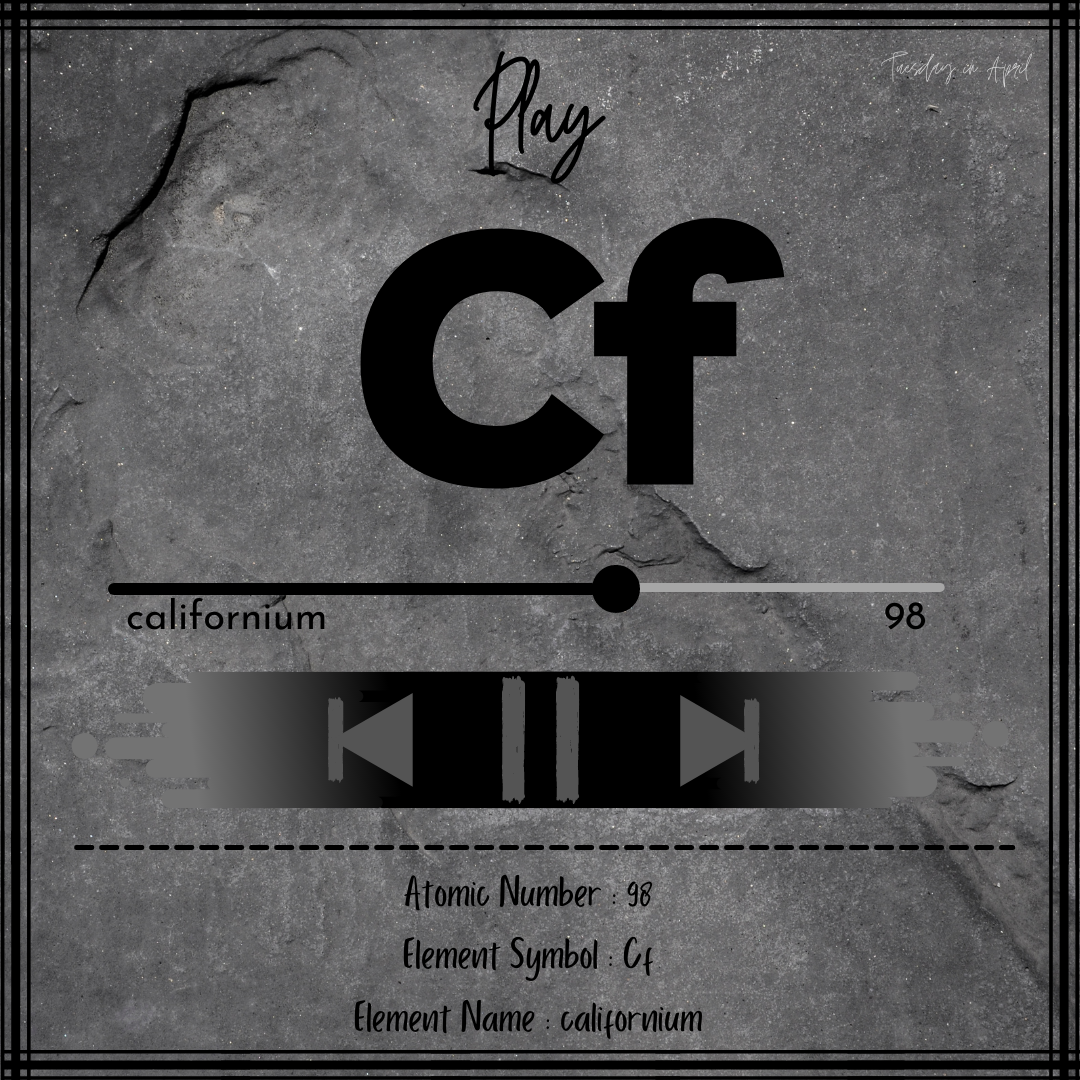 Tuesday in April
Play
Cf
californium
98
Atomic Number : 98
Element Symbol : Cf
Element Name : californium